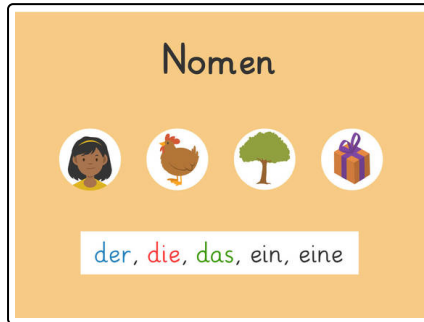 Nomen
der, die, das, ein, eine